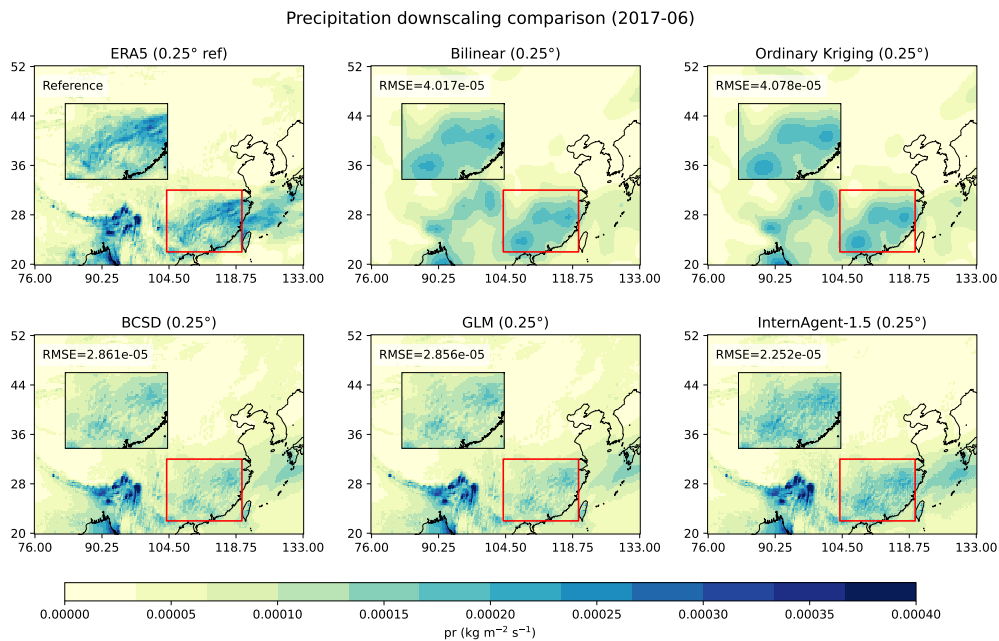 Precipitation downscaling comparison (2017-06)
ERA5 (0.25° ref)
Bilinear (0.25°)
Ordinary Kriging (0.25°)
52
44
36
28
20
Reference
76.00 90.25 104.50 118.75 133.00
52
44
36
28
20
RMSE=4.017e-05
76.00 90.25 104.50 118.75 133.00
52
44
36
28
20
RMSE=4.078e-05
76.00 90.25 104.50 118.75 133.00
BCSD (0.25°)
GLM (0.25°)
InternAgent-1.5 (0.25°)
52
44
36
28
20
RMSE=2.861e-05
76.00 90.25 104.50 118.75 133.00
52
44
36
28
20
RMSE=2.856e-05
76.00 90.25 104.50 118.75 133.00
52
44
36
28
20
RMSE=2.252e-05
76.00 90.25 104.50 118.75 133.00
0.00000 0.00005 0.00010 0.00015 0.00020 0.00025 0.00030 0.00035 0.00040
pr (kg m⁻² s⁻¹)